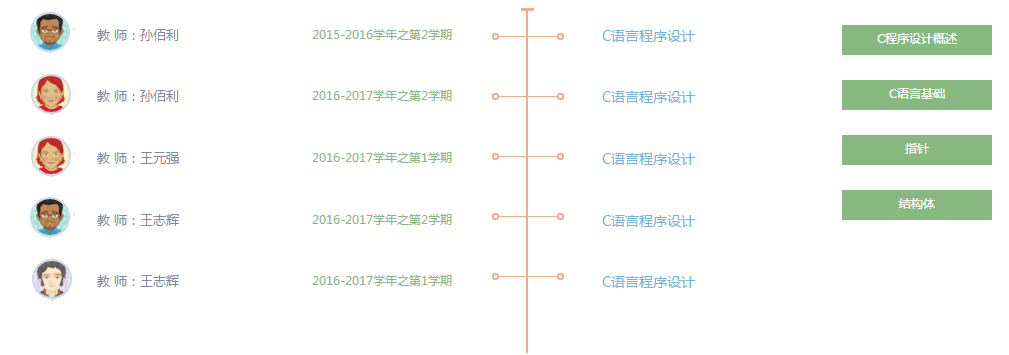 教 师：孙佰利 2015-2016学年之第2学期 C语言程序设计 C程序设计概述
教 师：孙佰利 2016-2017学年之第2学期 C语言程序设计 C语言基础
教 师：王元强 2016-2017学年之第1学期 C语言程序设计 指针
教 师：王志辉 2016-2017学年之第2学期 C语言程序设计 结构体
教 师：王志辉 2016-2017学年之第1学期 C语言程序设计